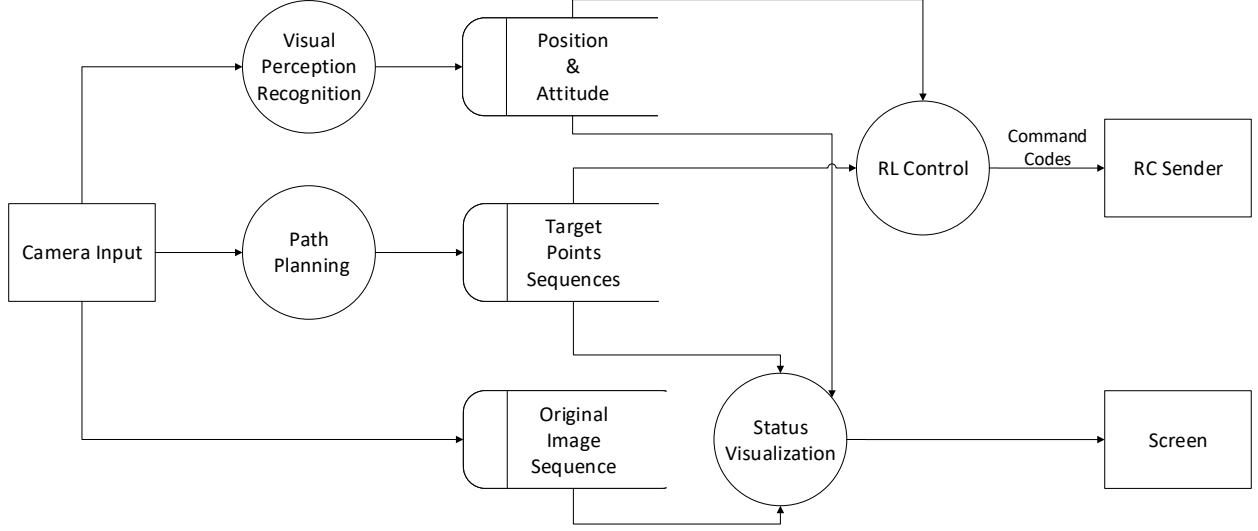 Visual
Perception
Recognition
Position
&
Attitude
RL Control
Command
Codes
RC Sender
Camera Input
Path
Planning
Target
Points
Sequences
Original
Image
Sequence
Status
Visualization
Screen